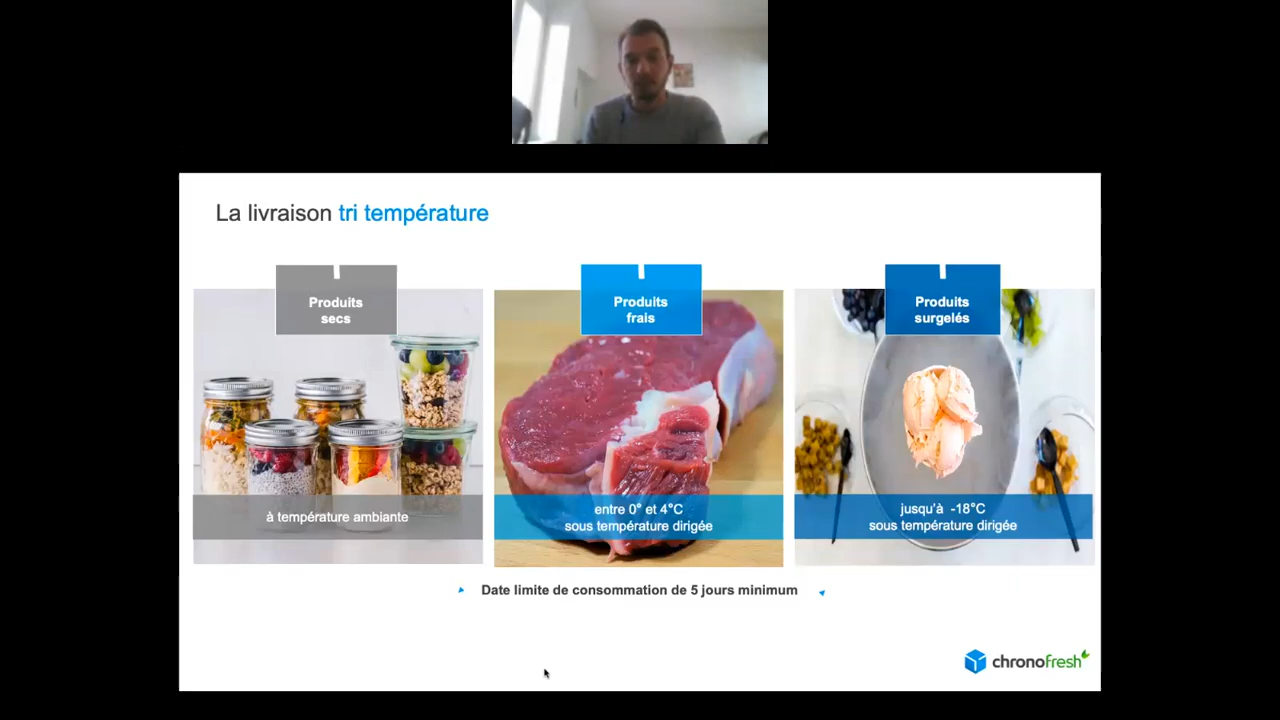 La livraison tri température
Produits
secs
Produits
frais
Produits
surgelés
à température ambiante
entre 0° et 4°C
sous température dirigée
jusqu'à -18°C
sous température dirigée
Date limite de consommation de 5 jours minimum
chronofresh